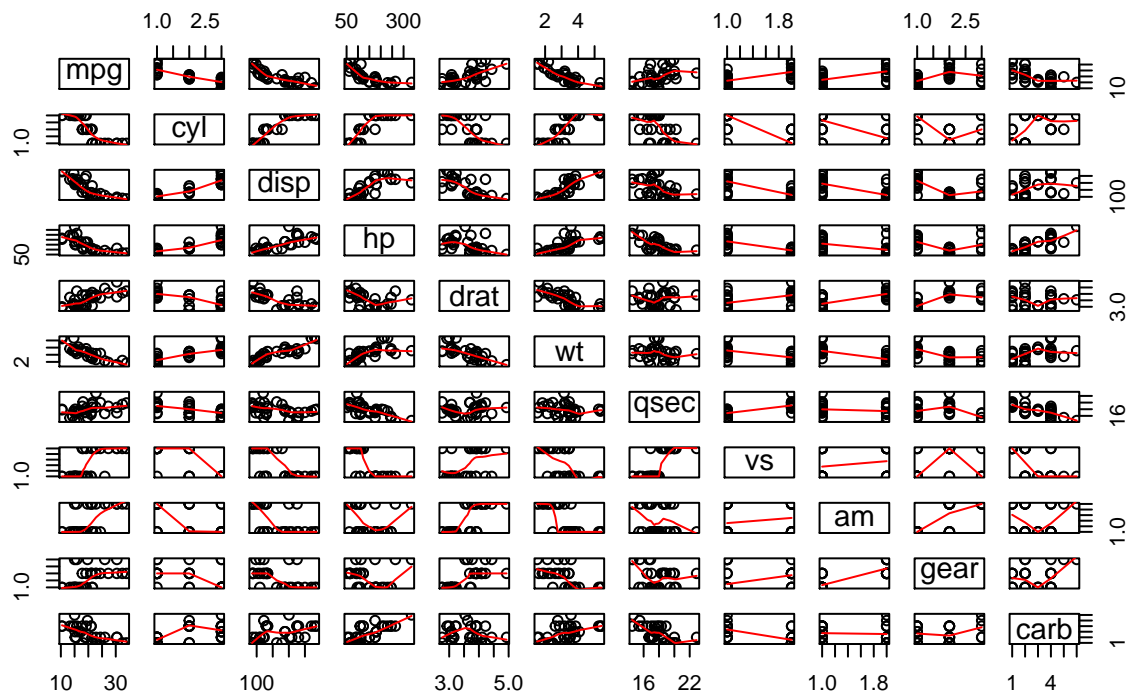 1.0 2.5 50 300 2 4 1.0 1.8 1.0 2.5
mpg 10
1.0 cyl
disp 100
50 hp
drat 3.0
2 wt
qsec 16
1.0 vs
am 1.0
1.0 gear
carb 1
10 30 100 3.0 5.0 16 22 1.0 1.8 1 4